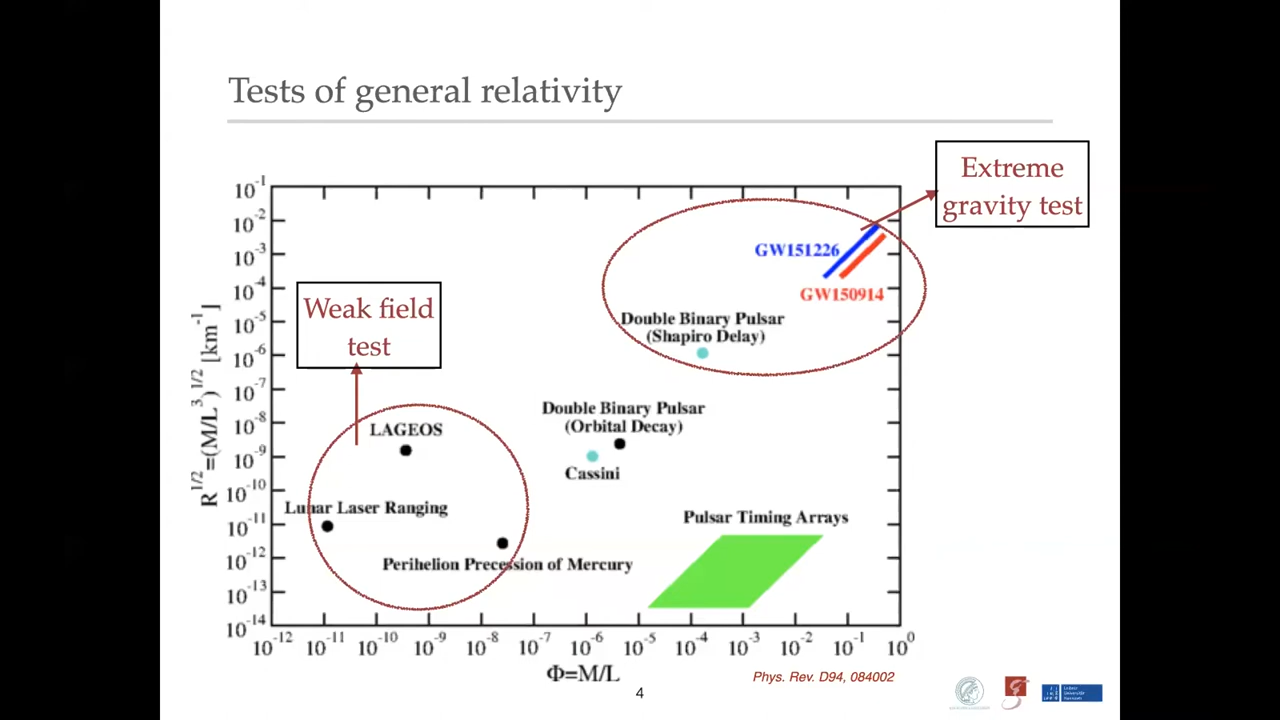 Tests of general relativity
Extreme
gravity test
Weak field
test
GW151226
GW150914
Double Binary Pulsar
(Shapiro Delay)
Double Binary Pulsar
(Orbital Decay)
Cassini
LAGEOS
Lunar Laser Ranging
Perihelion Precession of Mercury
Pulsar Timing Arrays
R^1/2=(M/L^3)^1/2 [km^-1]
10^-1
10^-2
10^-3
10^-4
10^-5
10^-6
10^-7
10^-8
10^-9
10^-10
10^-11
10^-12
10^-13
10^-14
10^-12 10^-11 10^-10 10^-9 10^-8 10^-7 10^-6 10^-5 10^-4 10^-3 10^-2 10^-1 10^0
Φ=M/L
Phys. Rev. D94, 084002
4